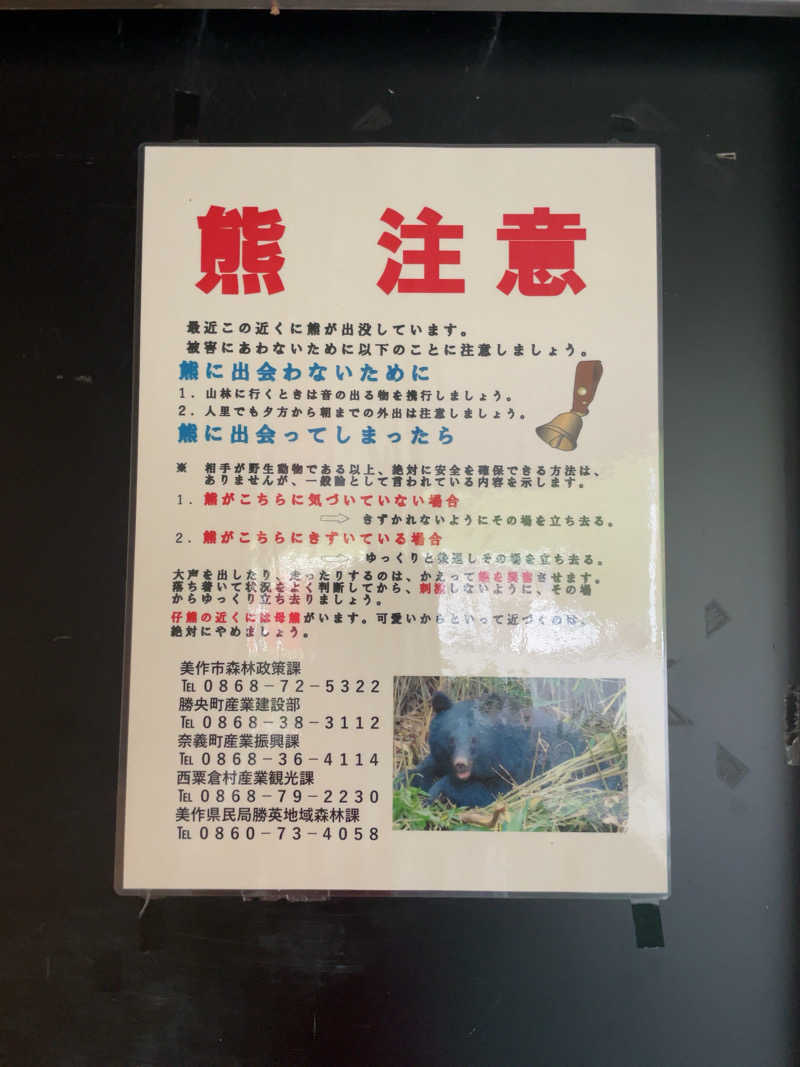 熊 注意
最近この近くに熊が出没しています。
被害にあわないために以下のことに注意しましょう。
熊に出会わないために
1．山林に行くときは音の出る物を携行しましょう。
2．人里でも夕方から朝までの外出は注意しましょう。
熊に出会ってしまったら
※ 相手が野生動物である以上、絶対に安全を確保できる方法は、
ありませんが、一般論として言われている内容を示します。
1．熊がこちらに気づいていない場合
⇨ きずかれないようにその場を立ち去る。
2．熊がこちらにきずいている場合
⇨ ゆっくりと後退しその場を立ち去る。
大声を出したり、走ったりするのは、かえって熊を興奮させます。
落ち着いて状況をよく判断してから、刺激しないように、その場
からゆっくり立ち去りましょう。
仔熊の近くには母熊がいます。可愛いからといって近づくのは、
絶対にやめましょう。
美作市森林政策課
℡0868－72－5322
勝央町産業建設部
℡0868－38－3112
奈義町産業振興課
℡0868－36－4114
西粟倉村産業観光課
℡0868－79－2230
美作県民局勝英地域森林課
℡0860－73－4058